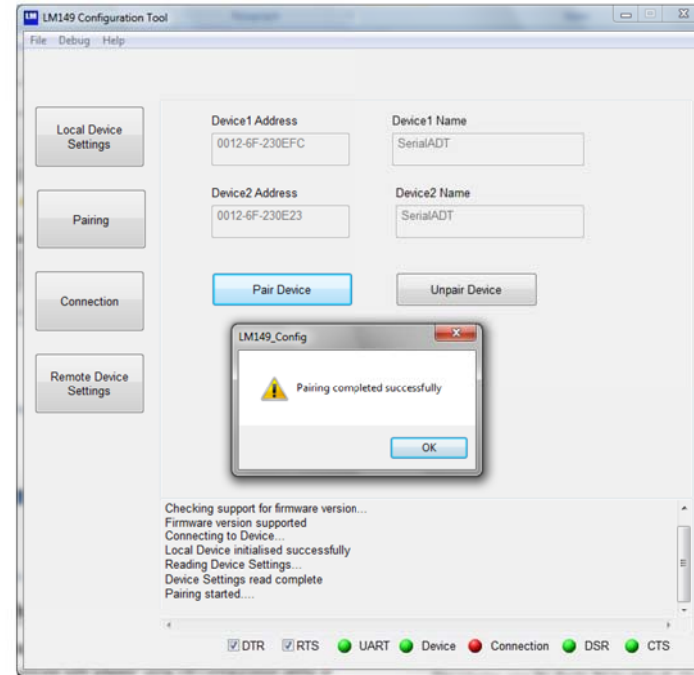 LM LM149 Configuration Tool
File Debug Help
Local Device
Settings
Pairing
Connection
Remote Device
Settings
Device1 Address
Device1 Name
0012-6F-230EFC
SerialADT
Device2 Address
Device2 Name
0012-6F-230E23
SerialADT
Pair Device
Unpair Device
LM149_Config
Pairing completed successfully
OK
Checking support for firmware version...
Firmware version supported
Connecting to Device...
Local Device initialised successfully
Reading Device Settings...
Device Settings read complete
Pairing started....
DTR RTS UART Device Connection DSR CTS